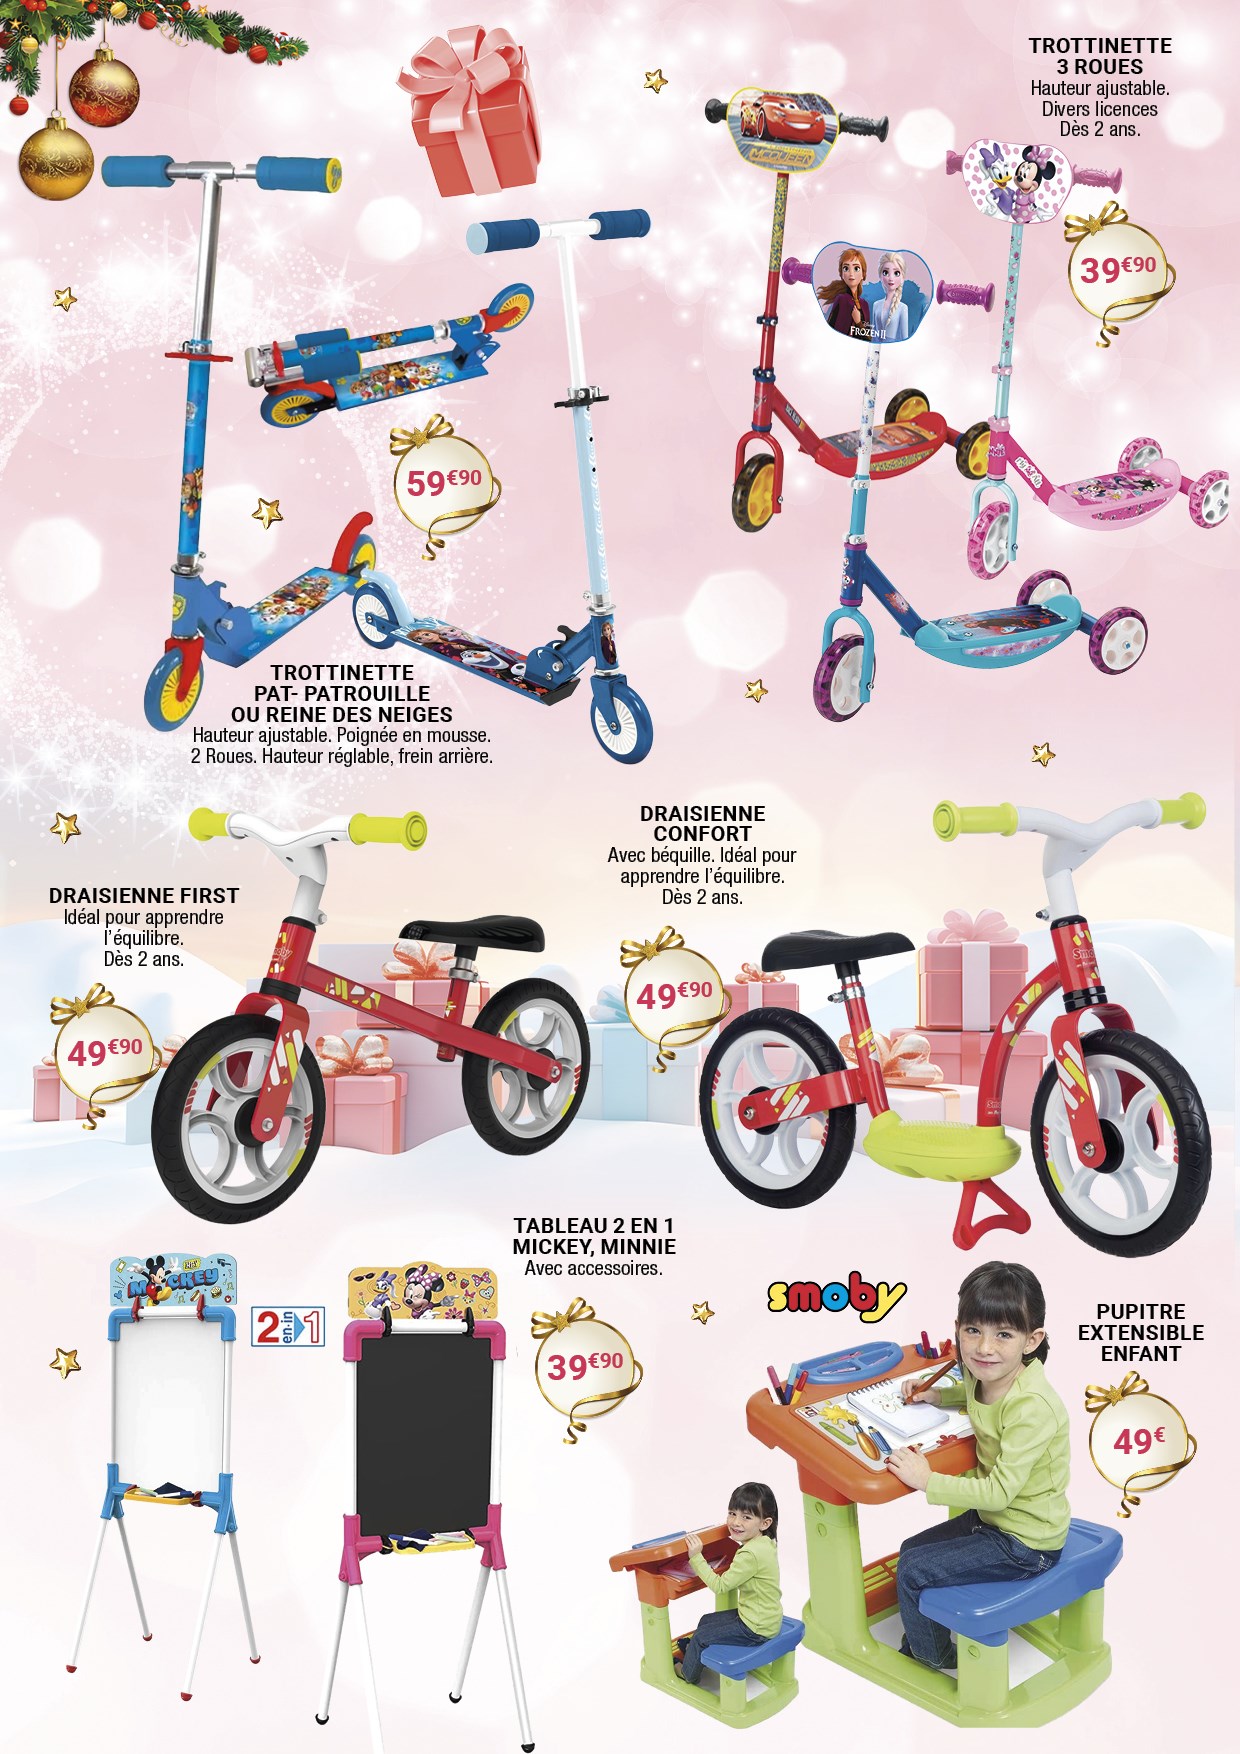 TROTTINETTE
3 ROUES
Hauteur ajustable.
Divers licences
Dès 2 ans.
39€90
McQUEEN
FROZEN II
59€90
TROTTINETTE
PAT- PATROUILLE
OU REINE DES NEIGES
Hauteur ajustable. Poignée en mousse.
2 Roues. Hauteur réglable, frein arrière.
DRAISIENNE FIRST
Idéal pour apprendre
l'équilibre.
Dès 2 ans.
49€90
Smoby
DRAISIENNE
CONFORT
Avec béquille. Idéal pour
apprendre l'équilibre.
Dès 2 ans.
49€90
Smoby
TABLEAU 2 EN 1
MICKEY, MINNIE
Avec accessoires.
39€90
MICKEY
2 en-in 1
smoby
PUPITRE
EXTENSIBLE
ENFANT
49€